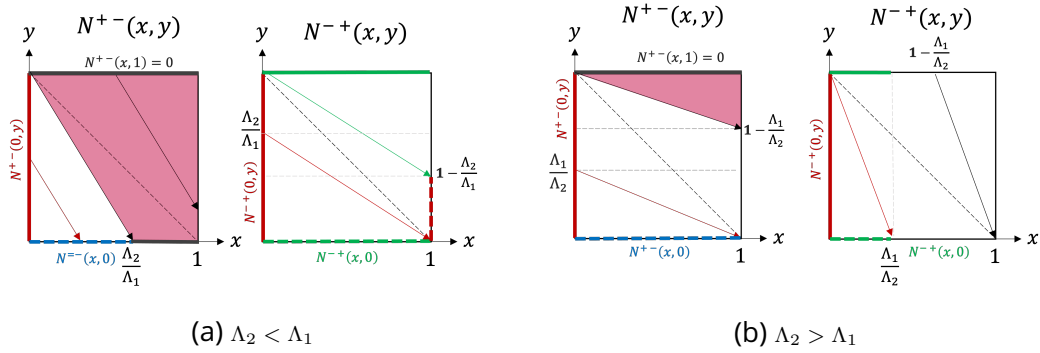 N⁺⁻(x, y)
y
N⁺⁻(x, 1) = 0
N⁺⁻(0, y)
x
N⁼⁻(x, 0)
Λ₂/Λ₁
1
N⁻⁺(x, y)
y
Λ₂/Λ₁
1 − Λ₂/Λ₁
N⁻⁺(0, y)
x
N⁻⁺(x, 0)
1
(a) Λ₂ < Λ₁
N⁺⁻(x, y)
y
N⁺⁻(x, 1) = 0
N⁺⁻(0, y)
1 − Λ₁/Λ₂
Λ₁/Λ₂
x
N⁺⁻(x, 0)
1
N⁻⁺(x, y)
y
1 − Λ₁/Λ₂
N⁻⁺(0, y)
x
Λ₁/Λ₂
N⁻⁺(x, 0)
1
(b) Λ₂ > Λ₁